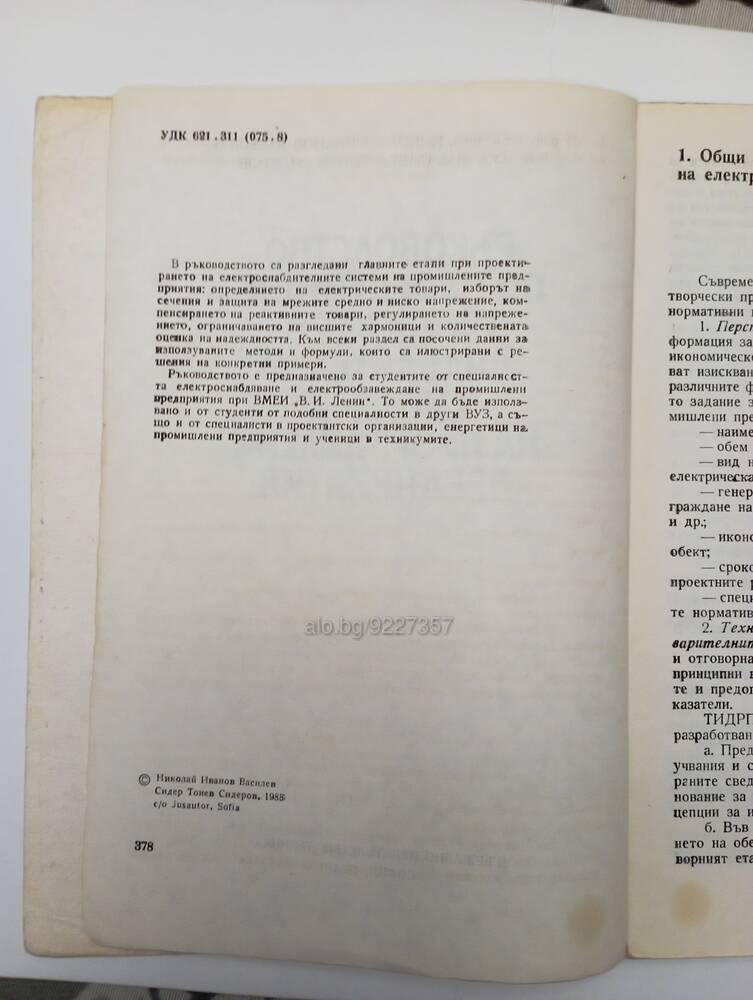 УДК 621.311 (075.8)
В ръководството са разгледани главните етапи при проекти-
рането на електроснабдителните системи на промишлените пред-
приятия: определянето на електрическите товари, изборът на
сечения и защита на мрежите средно и ниско напрежение, ком-
пенсирането на реактивните товари, регулирането на напреже-
нието, ограничаването на висшите хармоници и количествената
оценка на надеждността. Към всеки раздел са посочени данни за
използуваните методи и формули, които са илюстрирани с ре-
шения на конкретни примери.
Ръководството е предназначено за студентите от специалност-
та електроснабдяване и електрообзавеждане на промишлени
предприятия при ВМЕИ „В. И. Ленин“. То може да бъде използ-
вано и от студенти от подобни специалности в други ВУЗ, а съ-
що и от специалисти в проектантски организации, енергетици на
промишлени предприятия и ученици в техникумите.
alo.bg/9227357
© Николай Иванов Василев
Сидер Тонев Сидеров, 1988
c/o Jusautor, Sofia
378
1. Общи
на електр
Съвреме
творчески пр
нормативни
1. Перс
формация за
икономическо
ват изискван
различните ф
то задание з
мишлени пре
— наиме
— обем
— вид н
електрическа
— генер
граждане на
и др.;
— иконо
обект;
— сроко
проектните р
— специ
те норматив
2. Техн
варителнит
и отговорна
принципни
те и предог
казатели.
ТИДРП
разработван
а. Пред
учвания и с
раните свед
нование за
цепции за и
б. Във
нето на обе
ворният ета